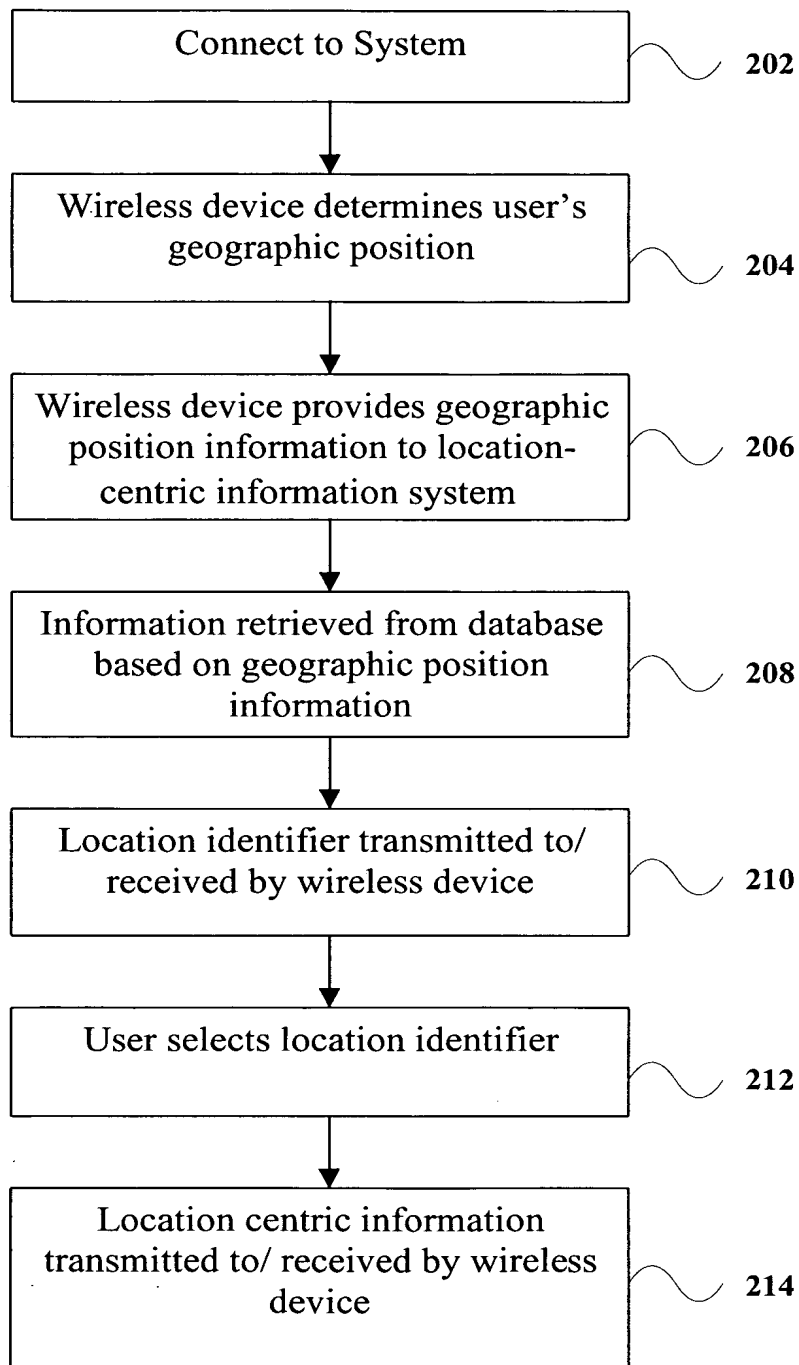 Connect to System
202
Wireless device determines user's
geographic position
204
Wireless device provides geographic
position information to location-
centric information system
206
Information retrieved from database
based on geographic position
information
208
Location identifier transmitted to/
received by wireless device
210
User selects location identifier
212
Location centric information
transmitted to/ received by wireless
device
214